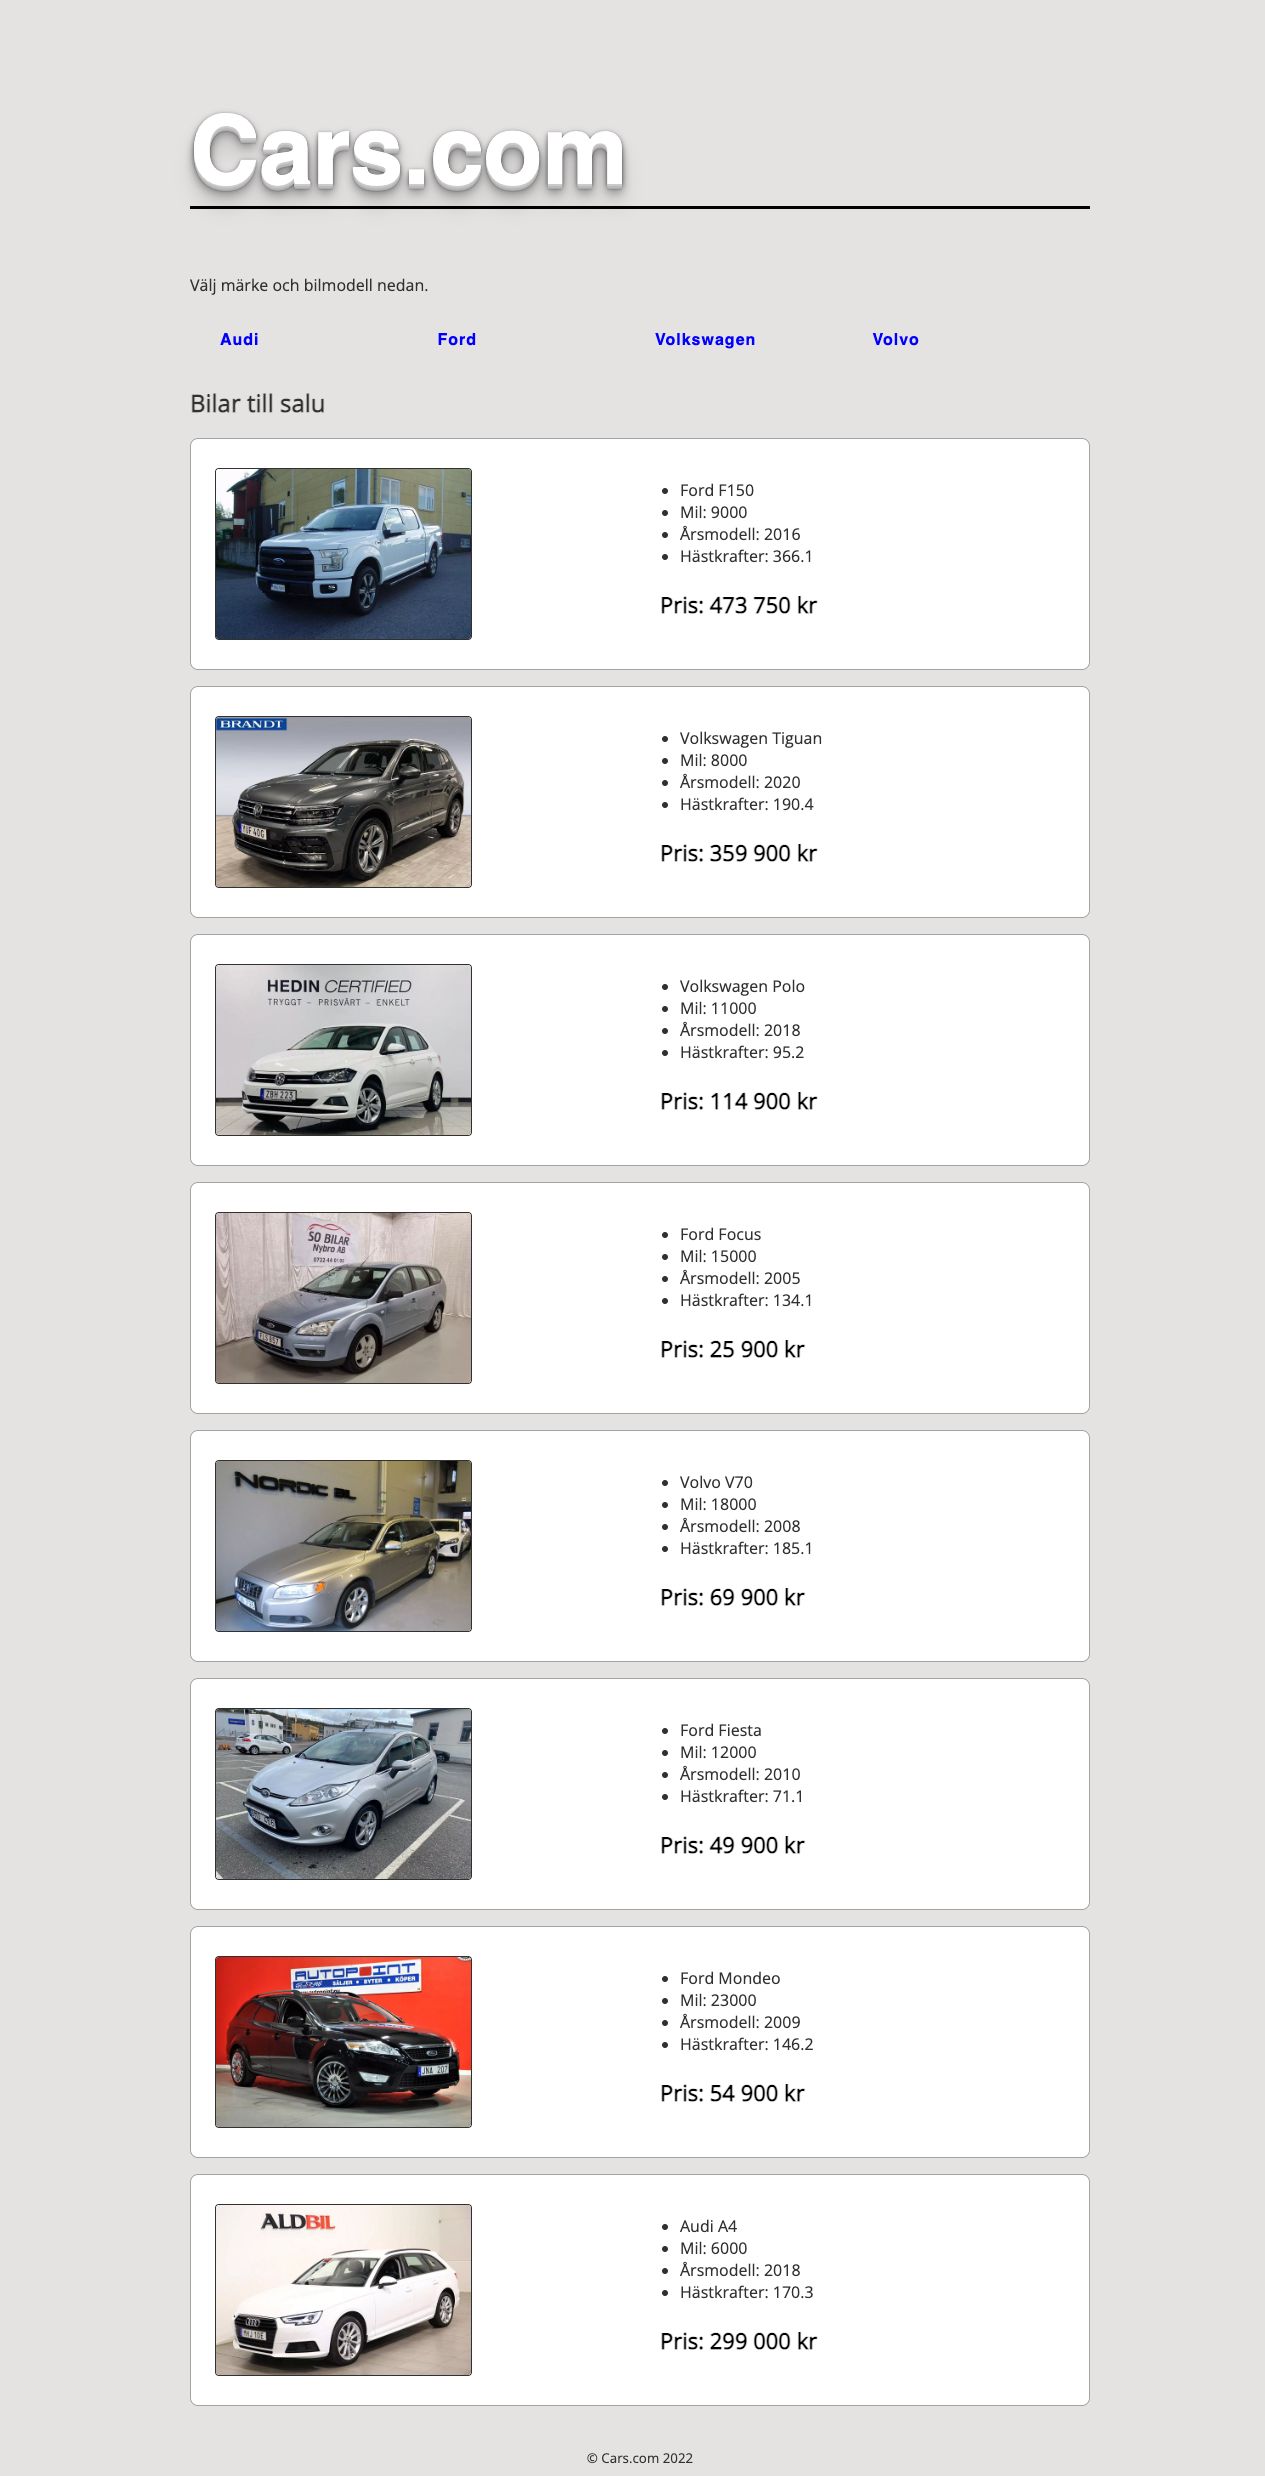 Cars.com
Välj märke och bilmodell nedan.
Audi
Ford
Volkswagen
Volvo
Bilar till salu
Ford F150
Mil: 9000
Årsmodell: 2016
Hästkrafter: 366.1
Pris: 473 750 kr
BRANDT
Volkswagen Tiguan
Mil: 8000
Årsmodell: 2020
Hästkrafter: 190.4
Pris: 359 900 kr
HEDIN CERTIFIED
TRYGGT – PRISVÄRT – ENKELT
ZBH 223
Volkswagen Polo
Mil: 11000
Årsmodell: 2018
Hästkrafter: 95.2
Pris: 114 900 kr
SO BILAR
Nybro AB
Ford Focus
Mil: 15000
Årsmodell: 2005
Hästkrafter: 134.1
Pris: 25 900 kr
NORDIC
Volvo V70
Mil: 18000
Årsmodell: 2008
Hästkrafter: 185.1
Pris: 69 900 kr
Ford Fiesta
Mil: 12000
Årsmodell: 2010
Hästkrafter: 71.1
Pris: 49 900 kr
AUTOPOINT
SÄLJER • BYTER • KÖPER
JNA 207
Ford Mondeo
Mil: 23000
Årsmodell: 2009
Hästkrafter: 146.2
Pris: 54 900 kr
ALDBIL
Audi A4
Mil: 6000
Årsmodell: 2018
Hästkrafter: 170.3
Pris: 299 000 kr
© Cars.com 2022